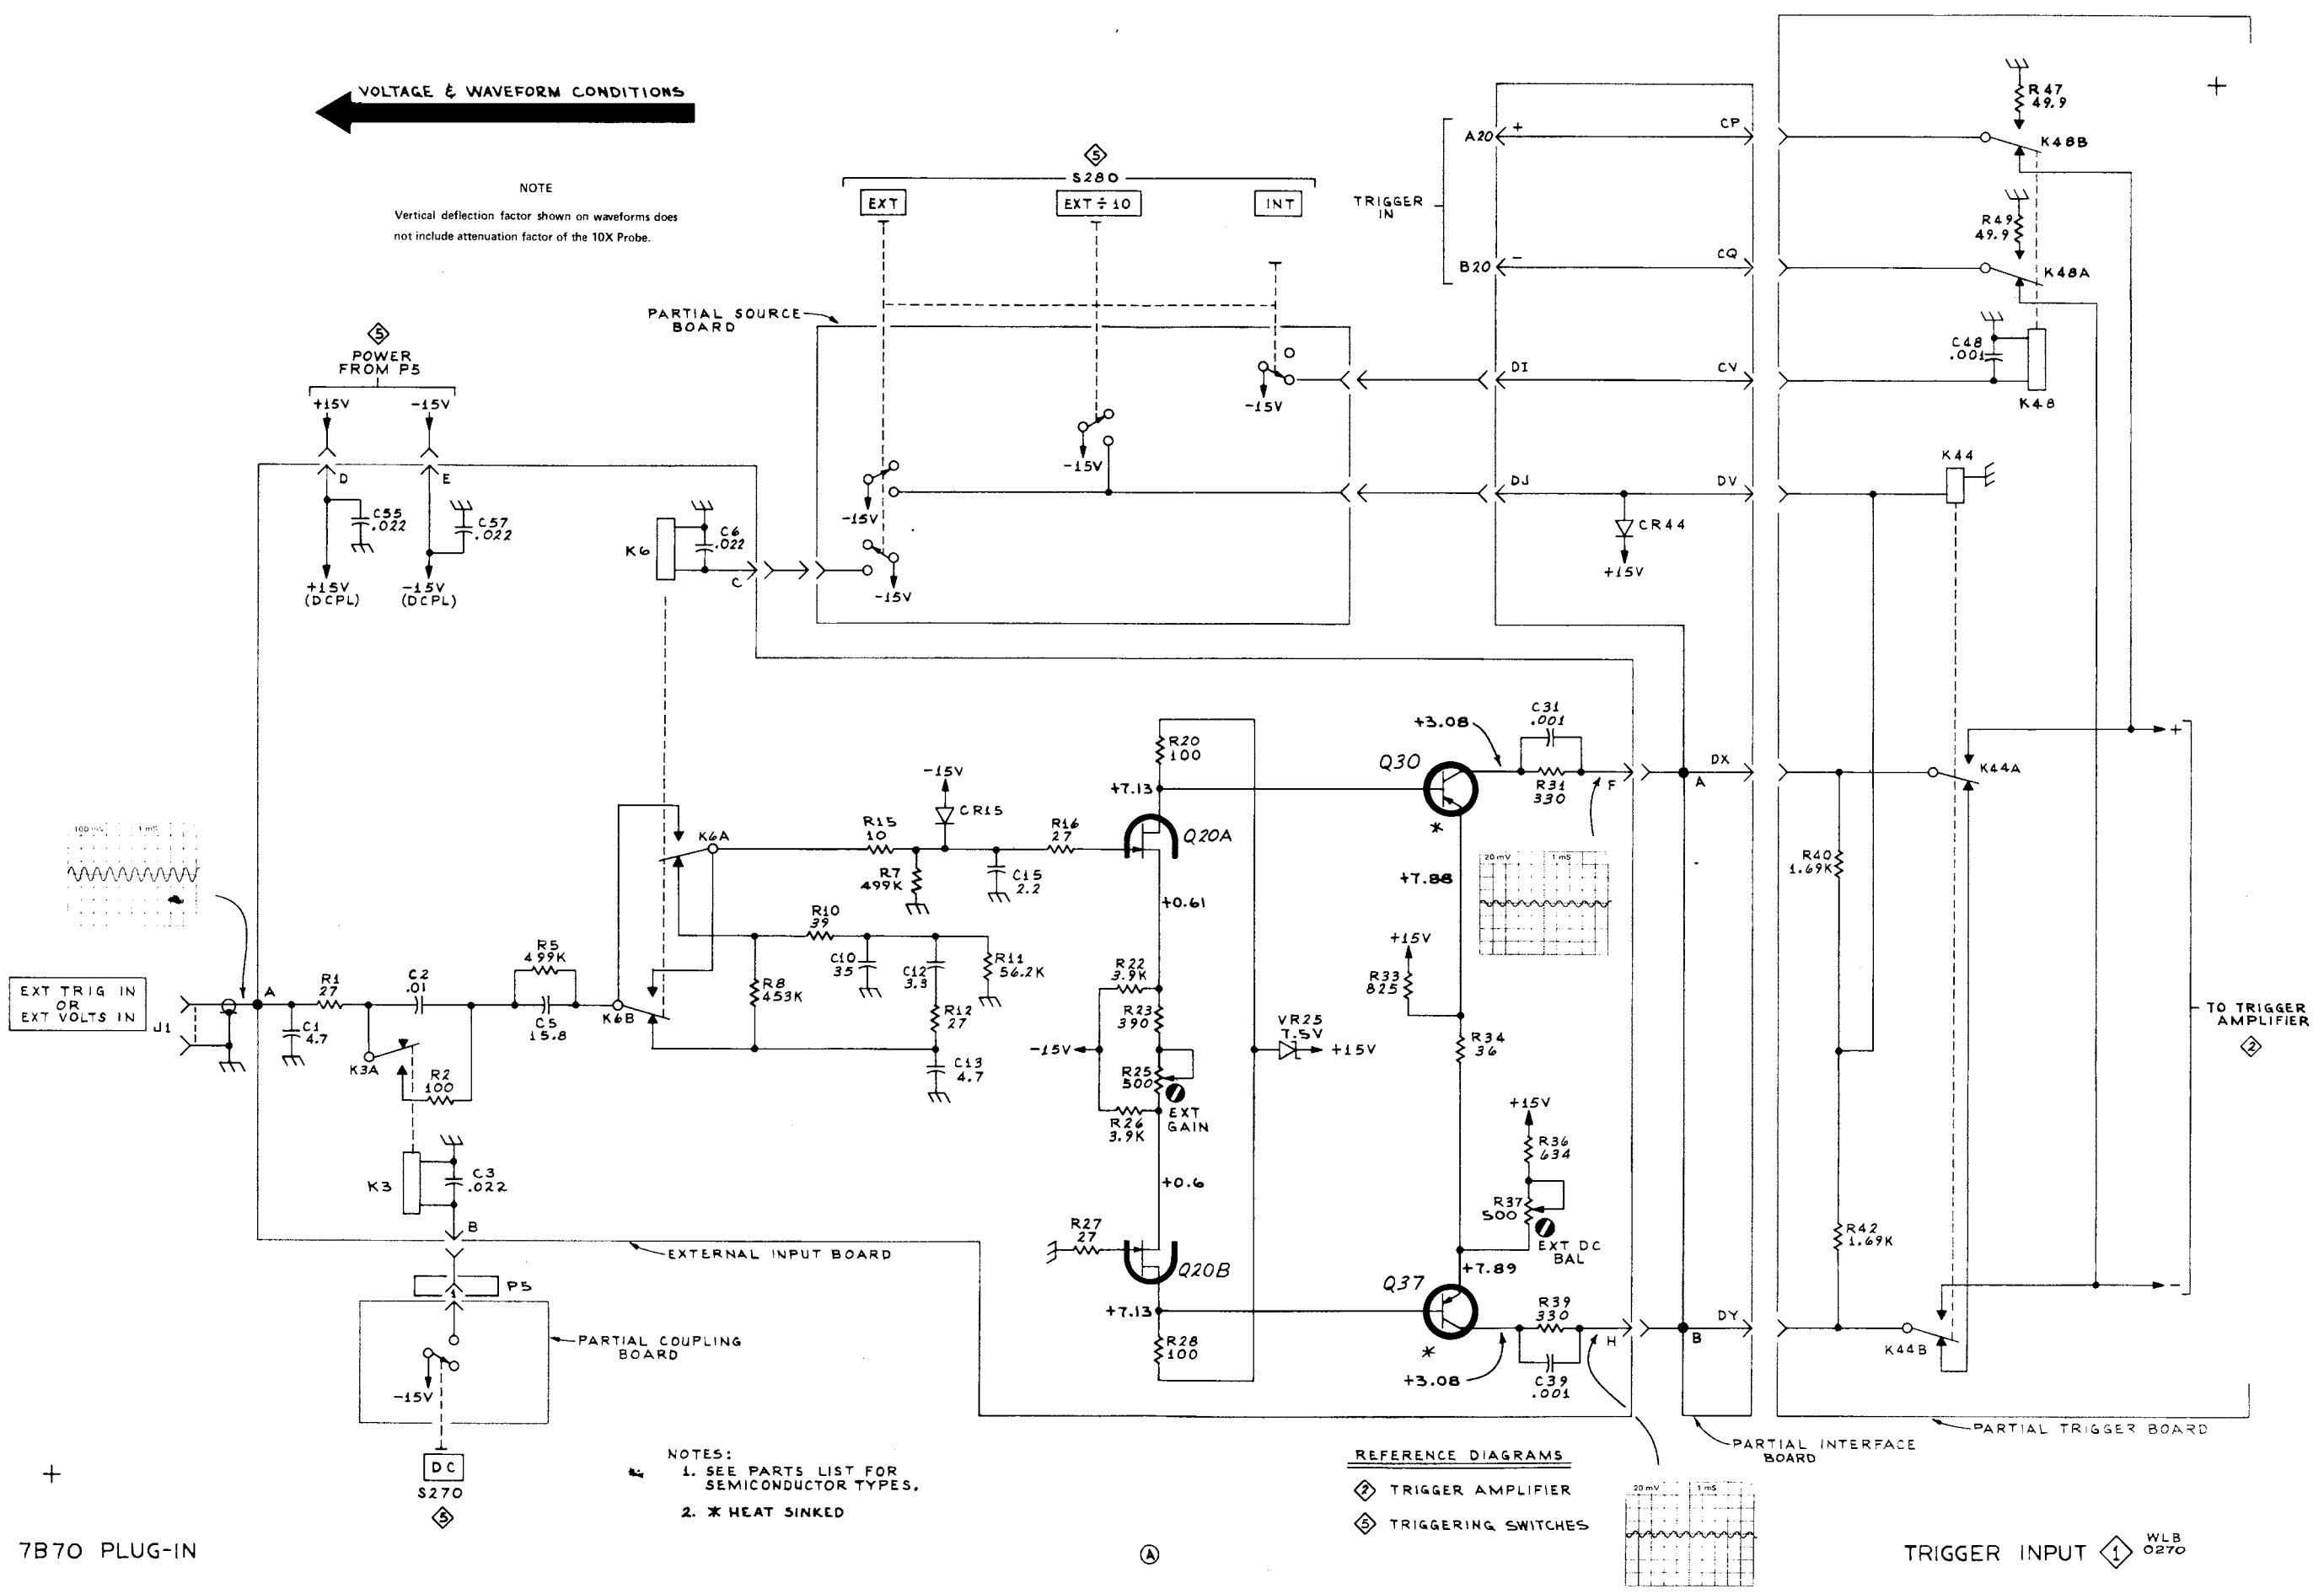 VOLTAGE & WAVEFORM CONDITIONS
NOTE
Vertical deflection factor shown on waveforms does
not include attenuation factor of the 10X Probe.
5
S280
EXT
EXT ÷ 10
INT
PARTIAL SOURCE
BOARD
TRIGGER
IN
A20
+
CP
B20
-
CQ
R47
49.9
K48B
R49
49.9
K48A
C48
.001
K48
5
POWER
FROM P5
+15V
-15V
D
E
C55
.022
C57
.022
+15V
(DCPL)
-15V
(DCPL)
K6
C6
.022
C
-15V
-15V
-15V
-15V
DI
CV
DJ
DV
CR44
+15V
K44
100 mV
1 mS
EXT TRIG IN
OR
EXT VOLTS IN
J1
A
C1
4.7
R1
27
C2
.01
K3A
R2
100
R5
499K
C5
15.8
K6B
K6A
K3
C3
.022
B
EXTERNAL INPUT BOARD
P5
1
PARTIAL COUPLING
BOARD
-15V
DC
S270
5
-15V
CR15
R15
10
R7
499K
C15
2.2
R16
27
R10
39
R8
453K
C10
35
C12
3.3
R11
56.2K
R12
27
C13
4.7
R20
100
+7.13
Q20A
+0.61
R22
3.9K
R23
390
-15V
R25
500
EXT
GAIN
R26
3.9K
VR25
7.5V
+15V
+0.6
R27
27
Q20B
+7.13
R28
100
+3.08
Q30
*
C31
.001
R31
330
F
+7.88
20 mV
1 mS
+15V
R33
825
R34
36
+15V
R36
634
R37
500
EXT DC
BAL
+7.89
Q37
*
R39
330
C39
.001
+3.08
H
A
DX
B
DY
R40
1.69K
R42
1.69K
K44A
K44B
+
-
TO TRIGGER
AMPLIFIER
2
PARTIAL TRIGGER BOARD
PARTIAL INTERFACE
BOARD
20 mV
1 mS
NOTES:
1. SEE PARTS LIST FOR
SEMICONDUCTOR TYPES.
2. * HEAT SINKED
REFERENCE DIAGRAMS
2 TRIGGER AMPLIFIER
5 TRIGGERING SWITCHES
7B70 PLUG-IN
A
TRIGGER INPUT 1
WLB
0270